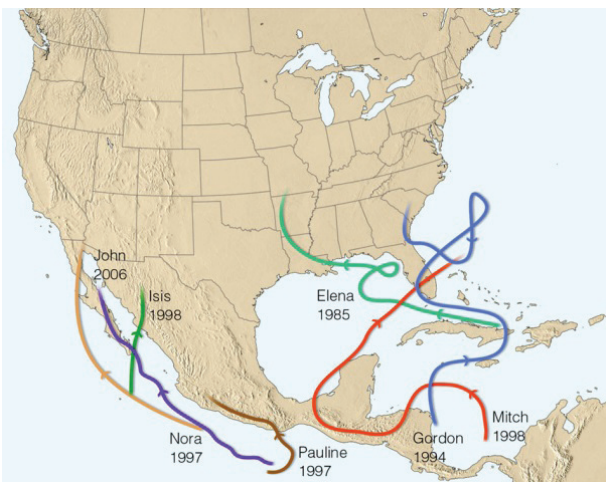 John
2006
Isis
1998
Elena
1985
Nora
1997
Pauline
1997
Gordon
1994
Mitch
1998